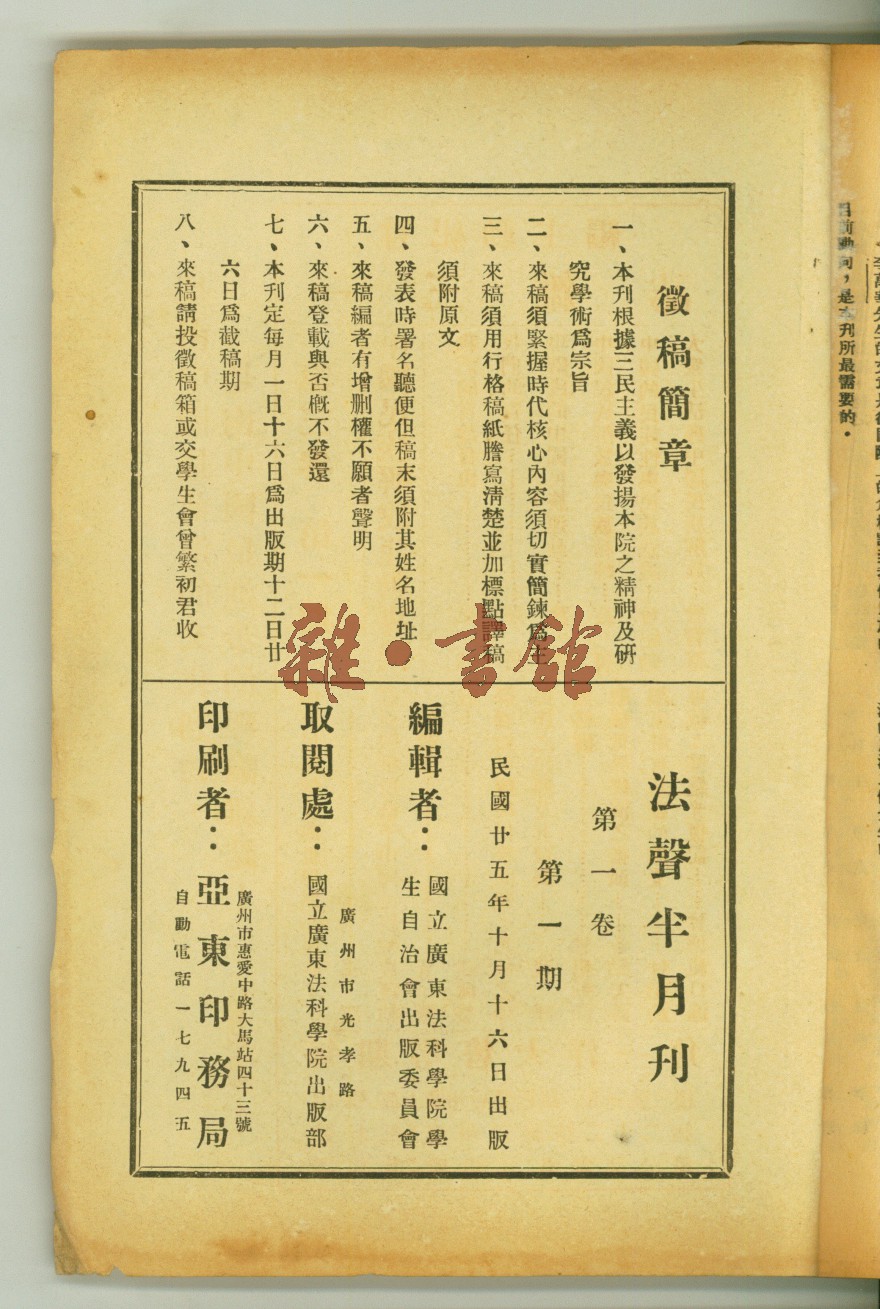 徵稿簡章
一、本刊根據三民主義以發揚本院之精神及研
究學術爲宗旨
二、來稿須緊握時代核心內容須切實簡鍊爲主
三、來稿須用行格稿紙謄寫淸楚並加標點譯稿
須附原文
四、發表時署名聽便但稿末須附其姓名地址
五、來稿編者有增删權不願者聲明
六、來稿登載與否概不發還
七、本刊定每月一日十六日爲出版期十二日廿
六日爲截稿期
八、來稿請投徵稿箱或交學生會曾繁初君收
法聲半月刊
第一卷
第一期
民國廿五年十月十六日出版
編輯者：
國立廣東法科學院學
生自治會出版委員會
取閱處：
廣州市光孝路
國立廣東法科學院出版部
印刷者：
廣州市惠愛中路大馬站四十三號
亞東印務局
自動電話一七九四五
雜·書館
目前動向，是本刊所最需要的。